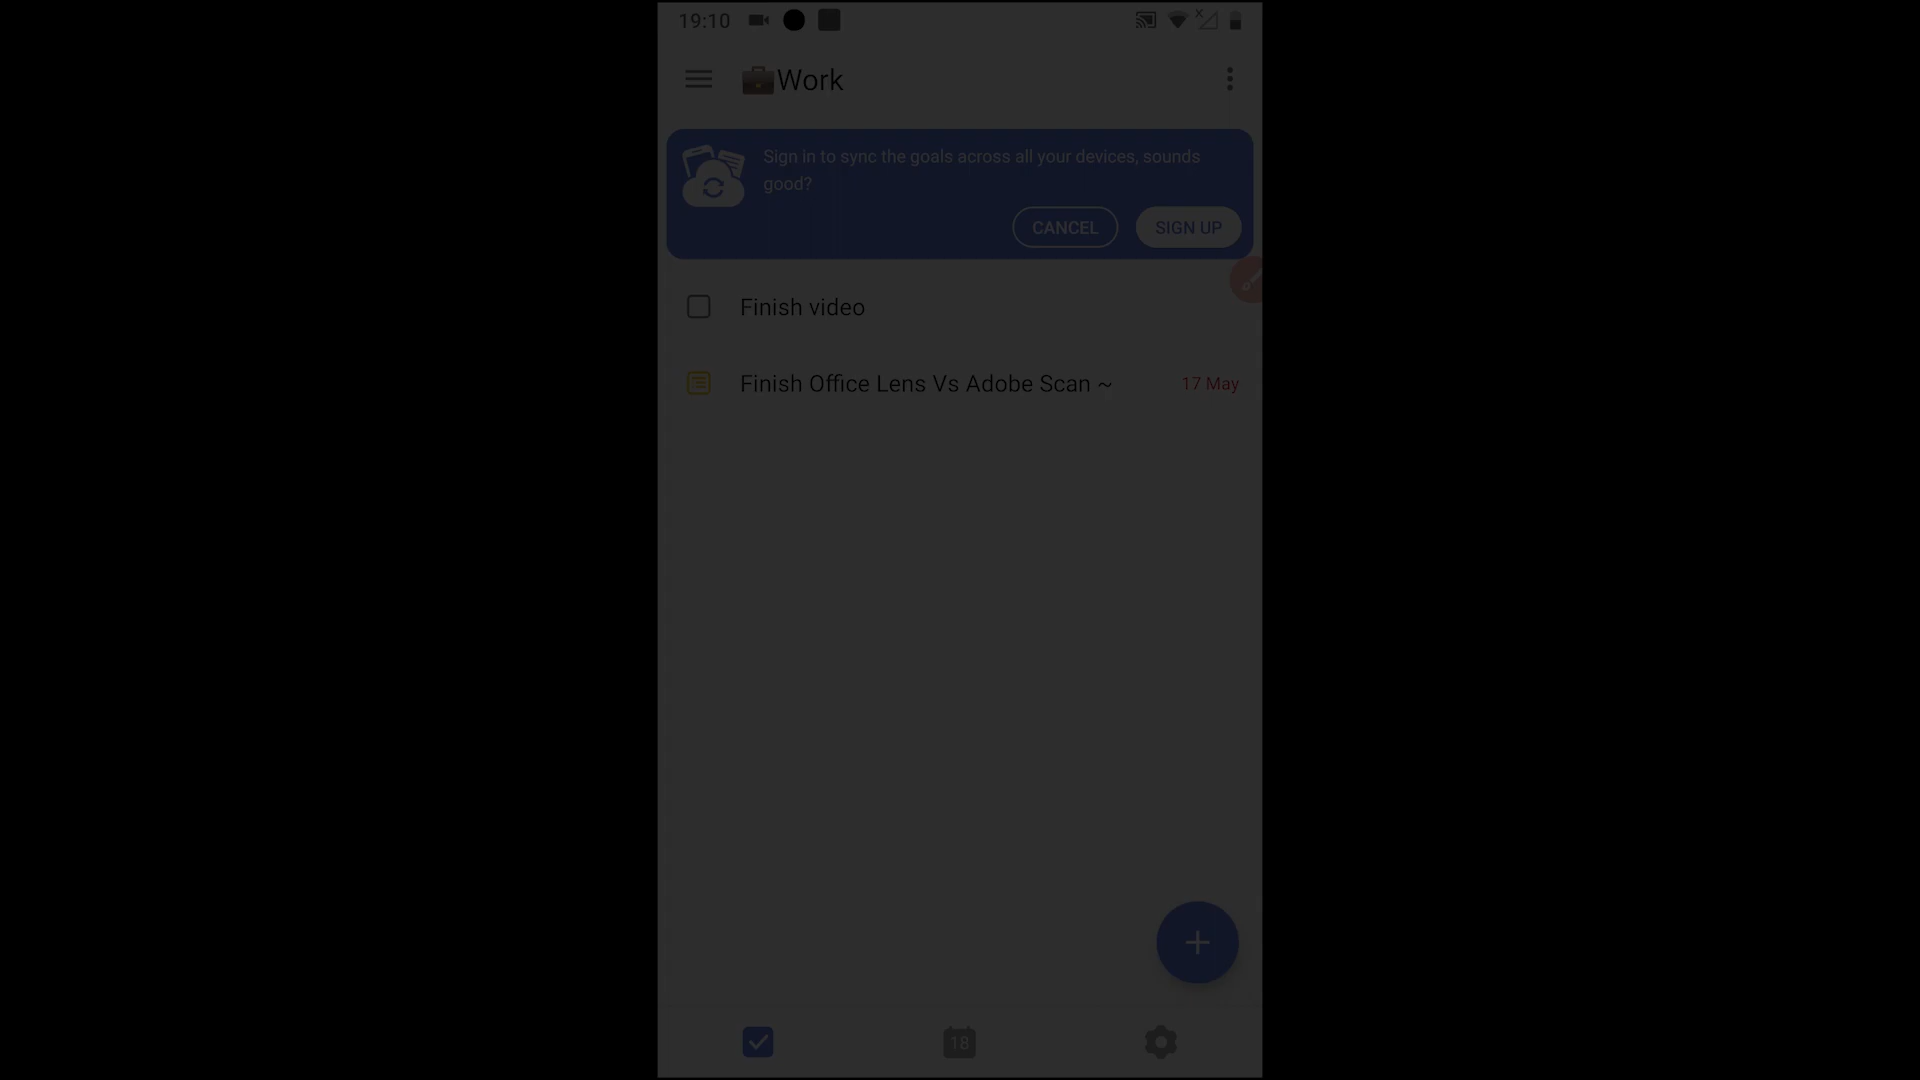 19:10
Work
Sign in to sync the goals across all your devices, sounds
good?
CANCEL
SIGN UP
Finish video
Finish Office Lens Vs Adobe Scan ~
17 May
18